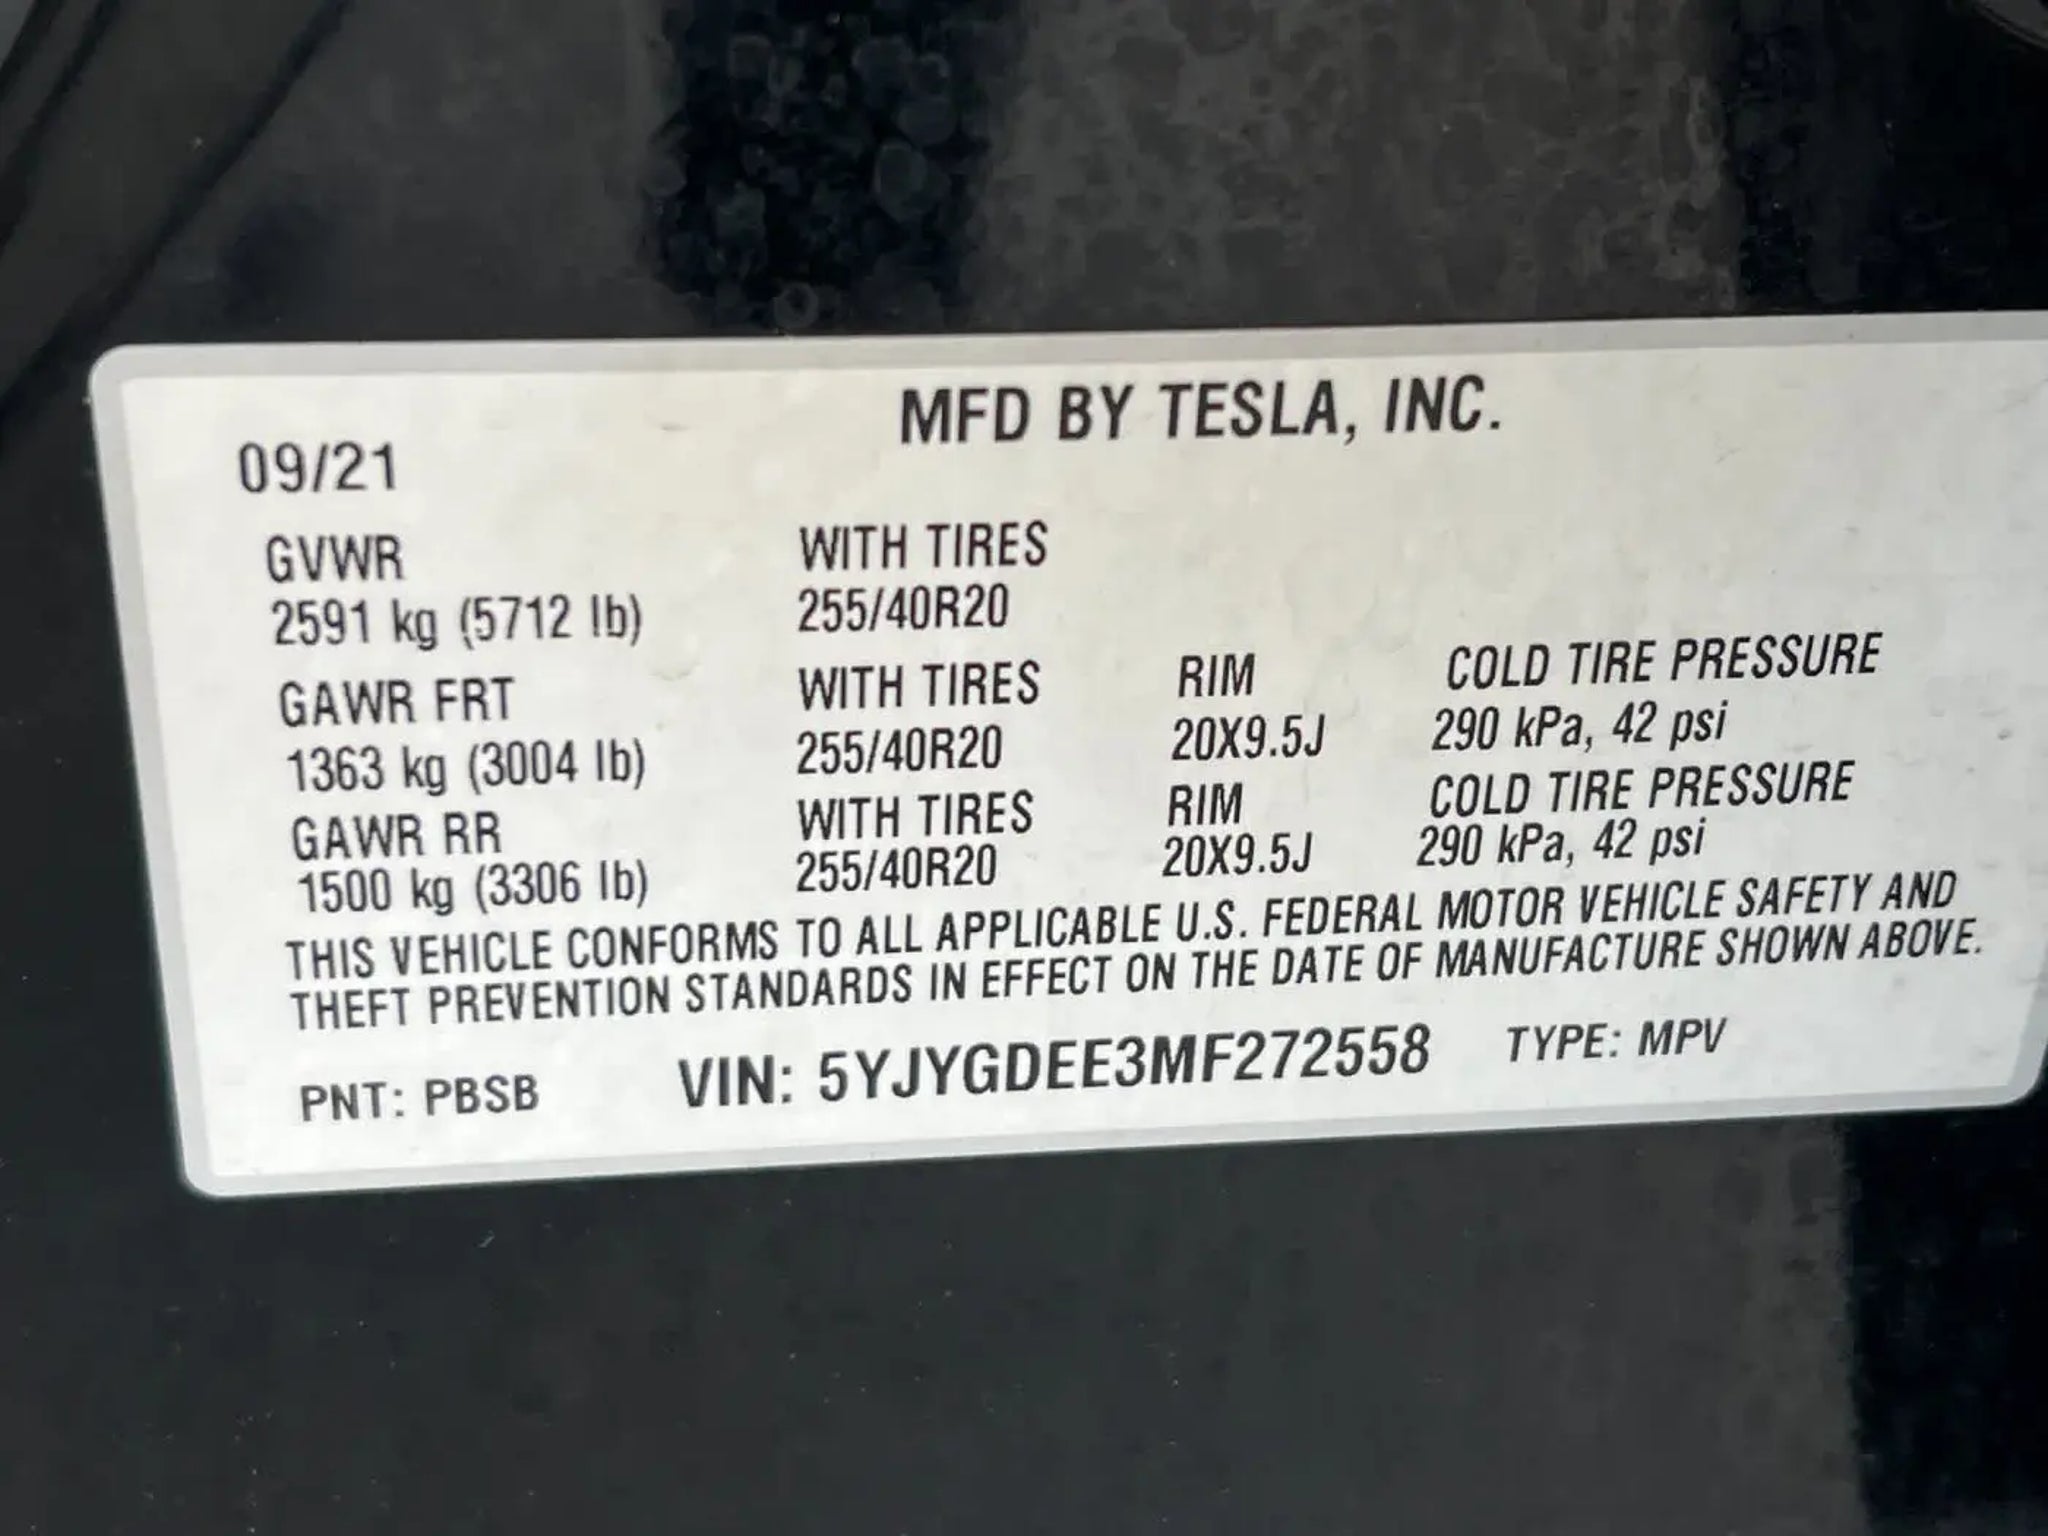 MFD BY TESLA, INC.
09/21
GVWR WITH TIRES
2591 kg (5712 lb) 255/40R20
GAWR FRT WITH TIRES RIM COLD TIRE PRESSURE
1363 kg (3004 lb) 255/40R20 20X9.5J 290 kPa, 42 psi
GAWR RR WITH TIRES RIM COLD TIRE PRESSURE
1500 kg (3306 lb) 255/40R20 20X9.5J 290 kPa, 42 psi
THIS VEHICLE CONFORMS TO ALL APPLICABLE U.S. FEDERAL MOTOR VEHICLE SAFETY AND
THEFT PREVENTION STANDARDS IN EFFECT ON THE DATE OF MANUFACTURE SHOWN ABOVE.
PNT: PBSB VIN: 5YJYGDEE3MF272558 TYPE: MPV